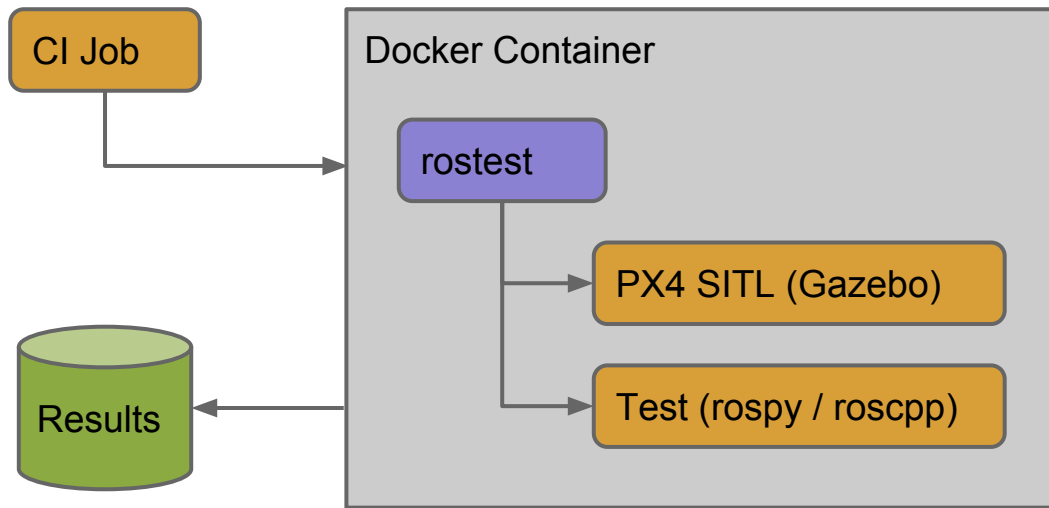 CI Job
Docker Container
rostest
PX4 SITL (Gazebo)
Test (rospy / roscpp)
Results